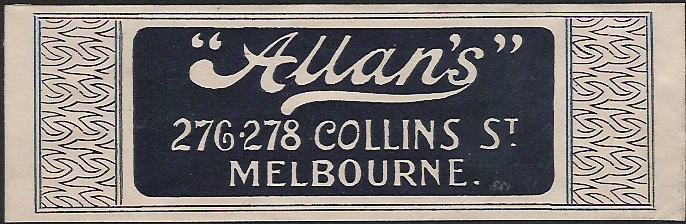 "Allan's"
276·278 COLLINS ST
MELBOURNE.